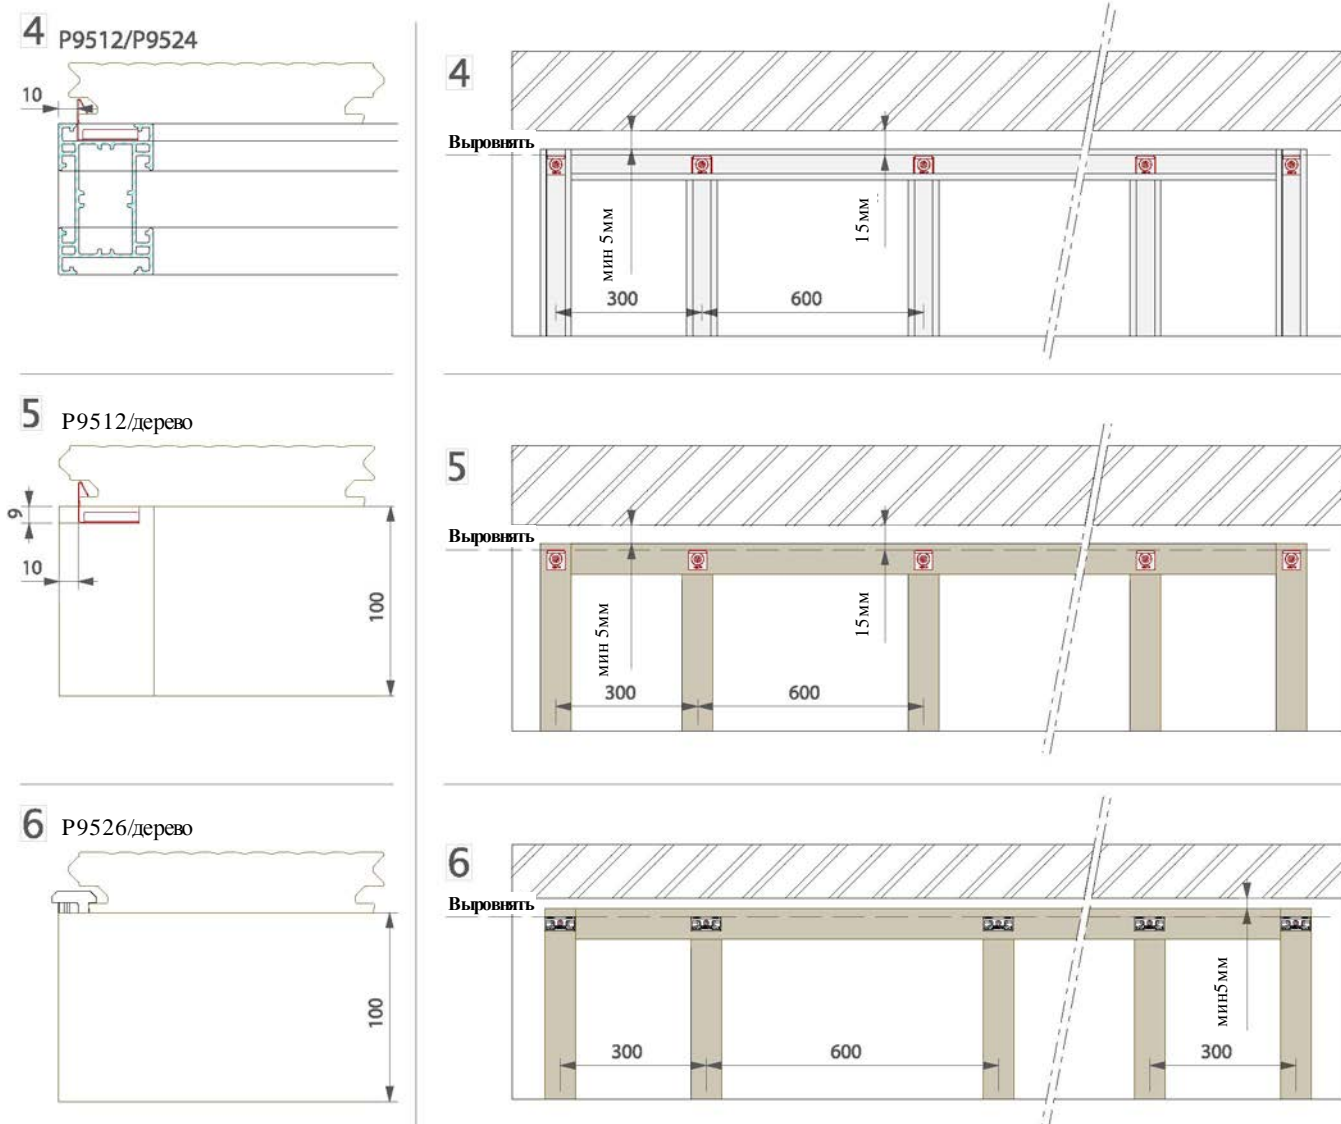 4 P9512/P9524
10
4
Выровнять
мин 5мм
15мм
300
600
5 P9512/дерево
9
10
100
5
Выровнять
мин 5мм
15мм
300
600
6 P9526/дерево
100
6
Выровнять
мин5мм
300
600
300